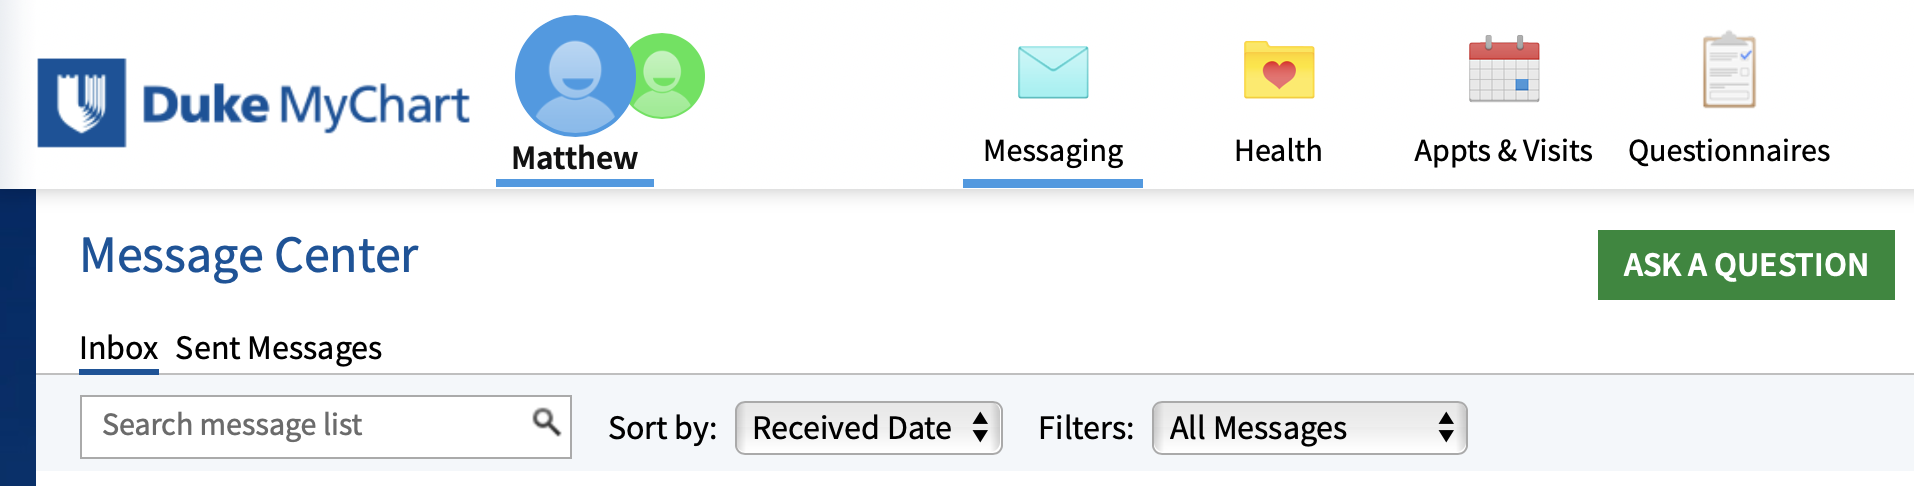 Duke MyChart
Matthew
Messaging
Health
Appts & Visits
Questionnaires
Message Center
ASK A QUESTION
Inbox
Sent Messages
Search message list
Sort by:
Received Date
Filters:
All Messages